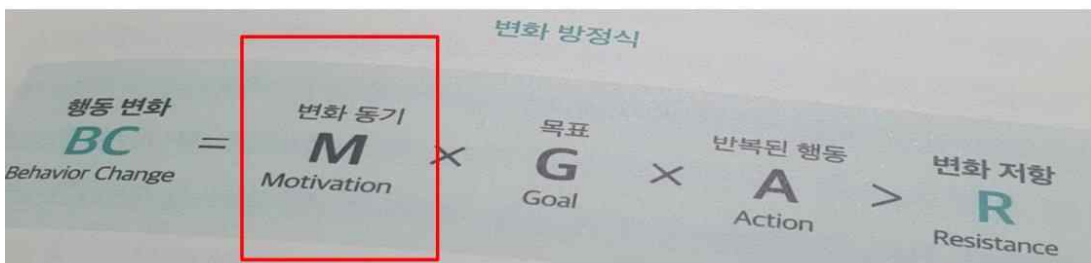 변화 방정식
행동 변화 변화 동기 목표 반복된 행동 변화 저항
BC = M × G × A > R
Behavior Change Motivation Goal Action Resistance